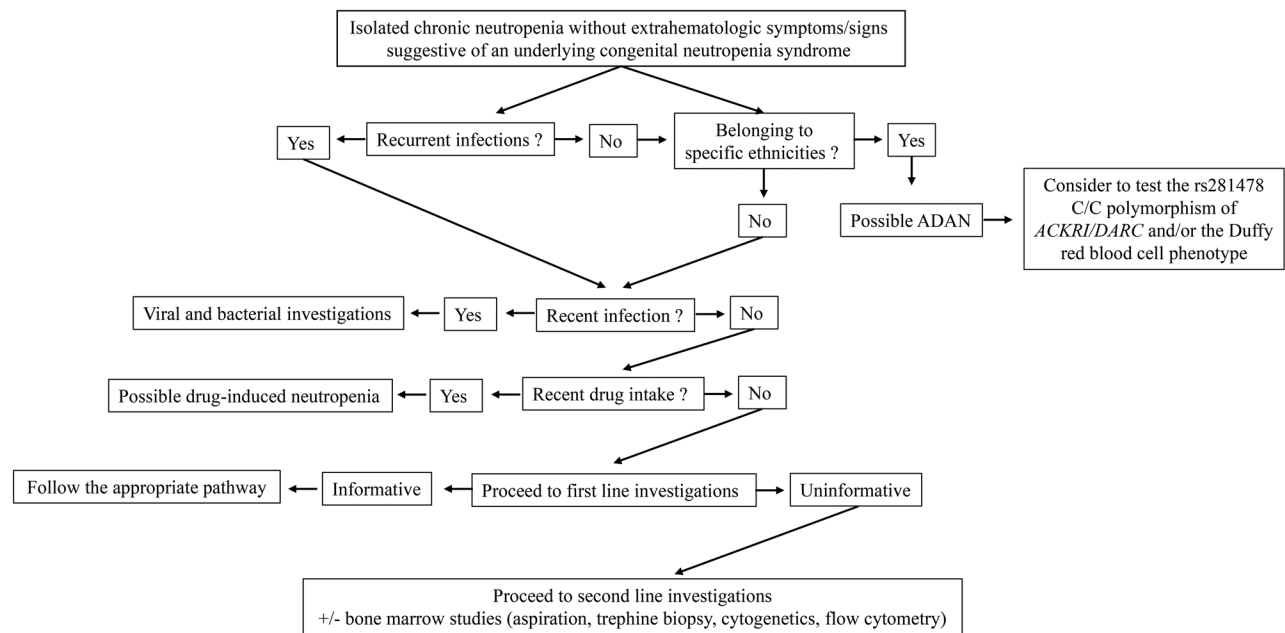 Isolated chronic neutropenia without extrahematologic symptoms/signs
suggestive of an underlying congenital neutropenia syndrome
Yes
Recurrent infections ?
No
Belonging to
specific ethnicities ?
Yes
No
Possible ADAN
Consider to test the rs281478
C/C polymorphism of
ACKRI/DARC and/or the Duffy
red blood cell phenotype
Viral and bacterial investigations
Yes
Recent infection ?
No
Possible drug-induced neutropenia
Yes
Recent drug intake ?
No
Follow the appropriate pathway
Informative
Proceed to first line investigations
Uninformative
Proceed to second line investigations
+/- bone marrow studies (aspiration, trephine biopsy, cytogenetics, flow cytometry)